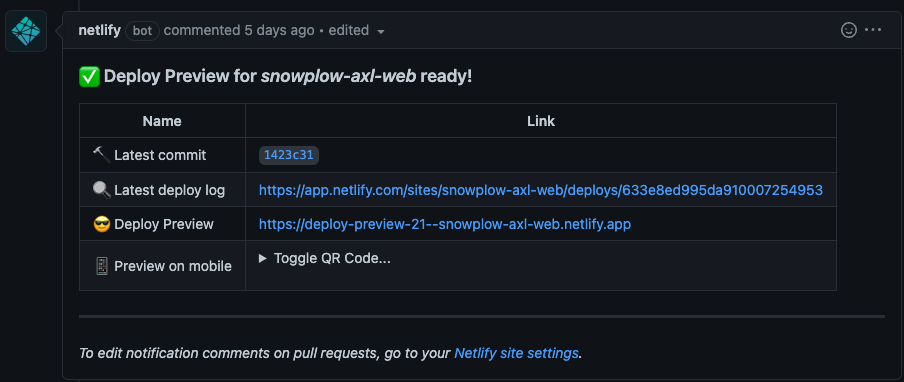 netlify bot commented 5 days ago • edited
✅ Deploy Preview for snowplow-axl-web ready!
Name Link
🔨 Latest commit 1423c31
🔍 Latest deploy log https://app.netlify.com/sites/snowplow-axl-web/deploys/633e8ed995da910007254953
😎 Deploy Preview https://deploy-preview-21--snowplow-axl-web.netlify.app
📱 Preview on mobile ▶ Toggle QR Code...
To edit notification comments on pull requests, go to your Netlify site settings.